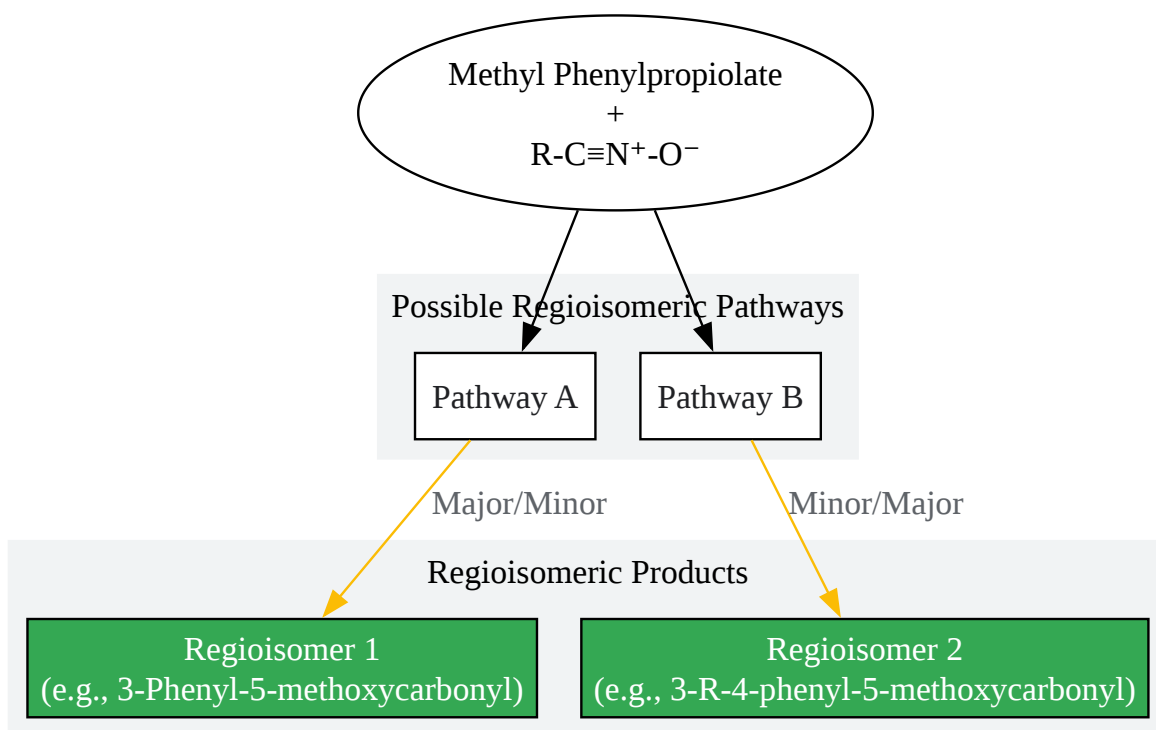 Methyl Phenylpropiolate
+
R-C≡N⁺-O⁻
Possible Regioisomeric Pathways
Pathway A
Pathway B
Major/Minor
Minor/Major
Regioisomeric Products
Regioisomer 1
(e.g., 3-Phenyl-5-methoxycarbonyl)
Regioisomer 2
(e.g., 3-R-4-phenyl-5-methoxycarbonyl)